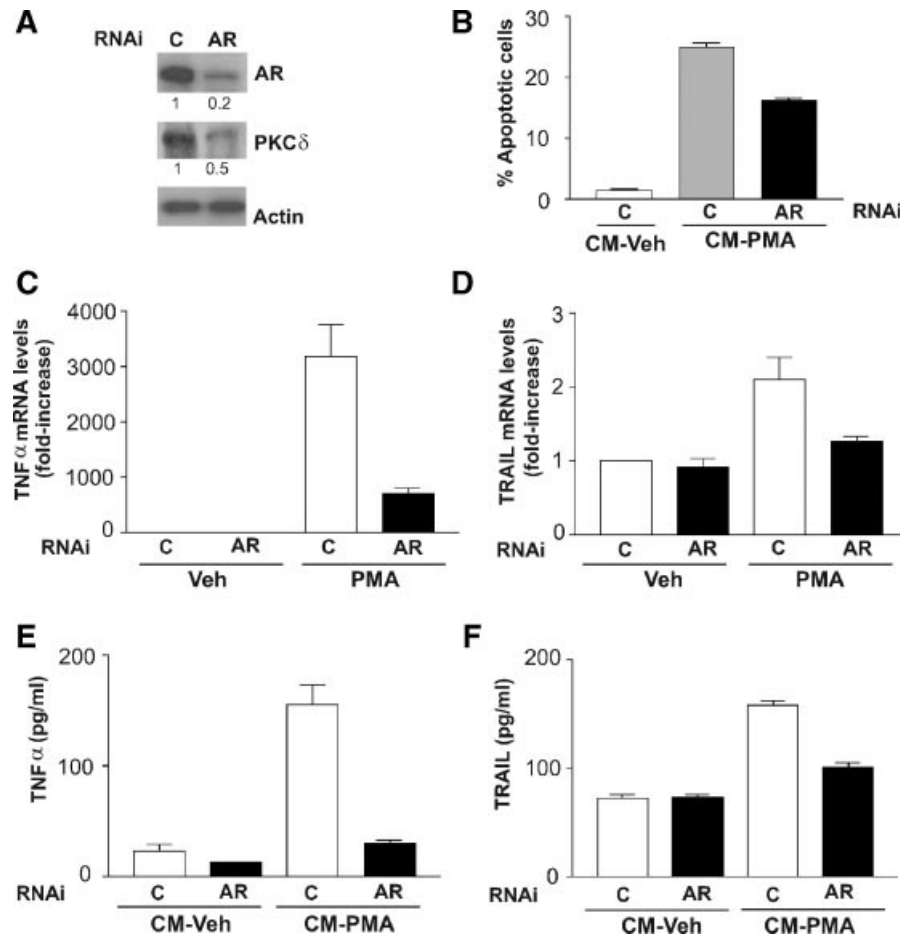 A
RNAi C AR
AR
1 0.2
PKCδ
1 0.5
Actin
B
% Apoptotic cells
30
20
10
0
C C AR RNAi
CM-Veh CM-PMA
C
TNFα mRNA levels
(fold-increase)
4000
3000
2000
1000
0
RNAi C AR C AR
Veh PMA
D
TRAIL mRNA levels
(fold-increase)
3
2
1
0
RNAi C AR C AR
Veh PMA
E
TNFα (pg/ml)
200
100
0
RNAi C AR C AR
CM-Veh CM-PMA
F
TRAIL (pg/ml)
200
100
0
RNAi C AR C AR
CM-Veh CM-PMA